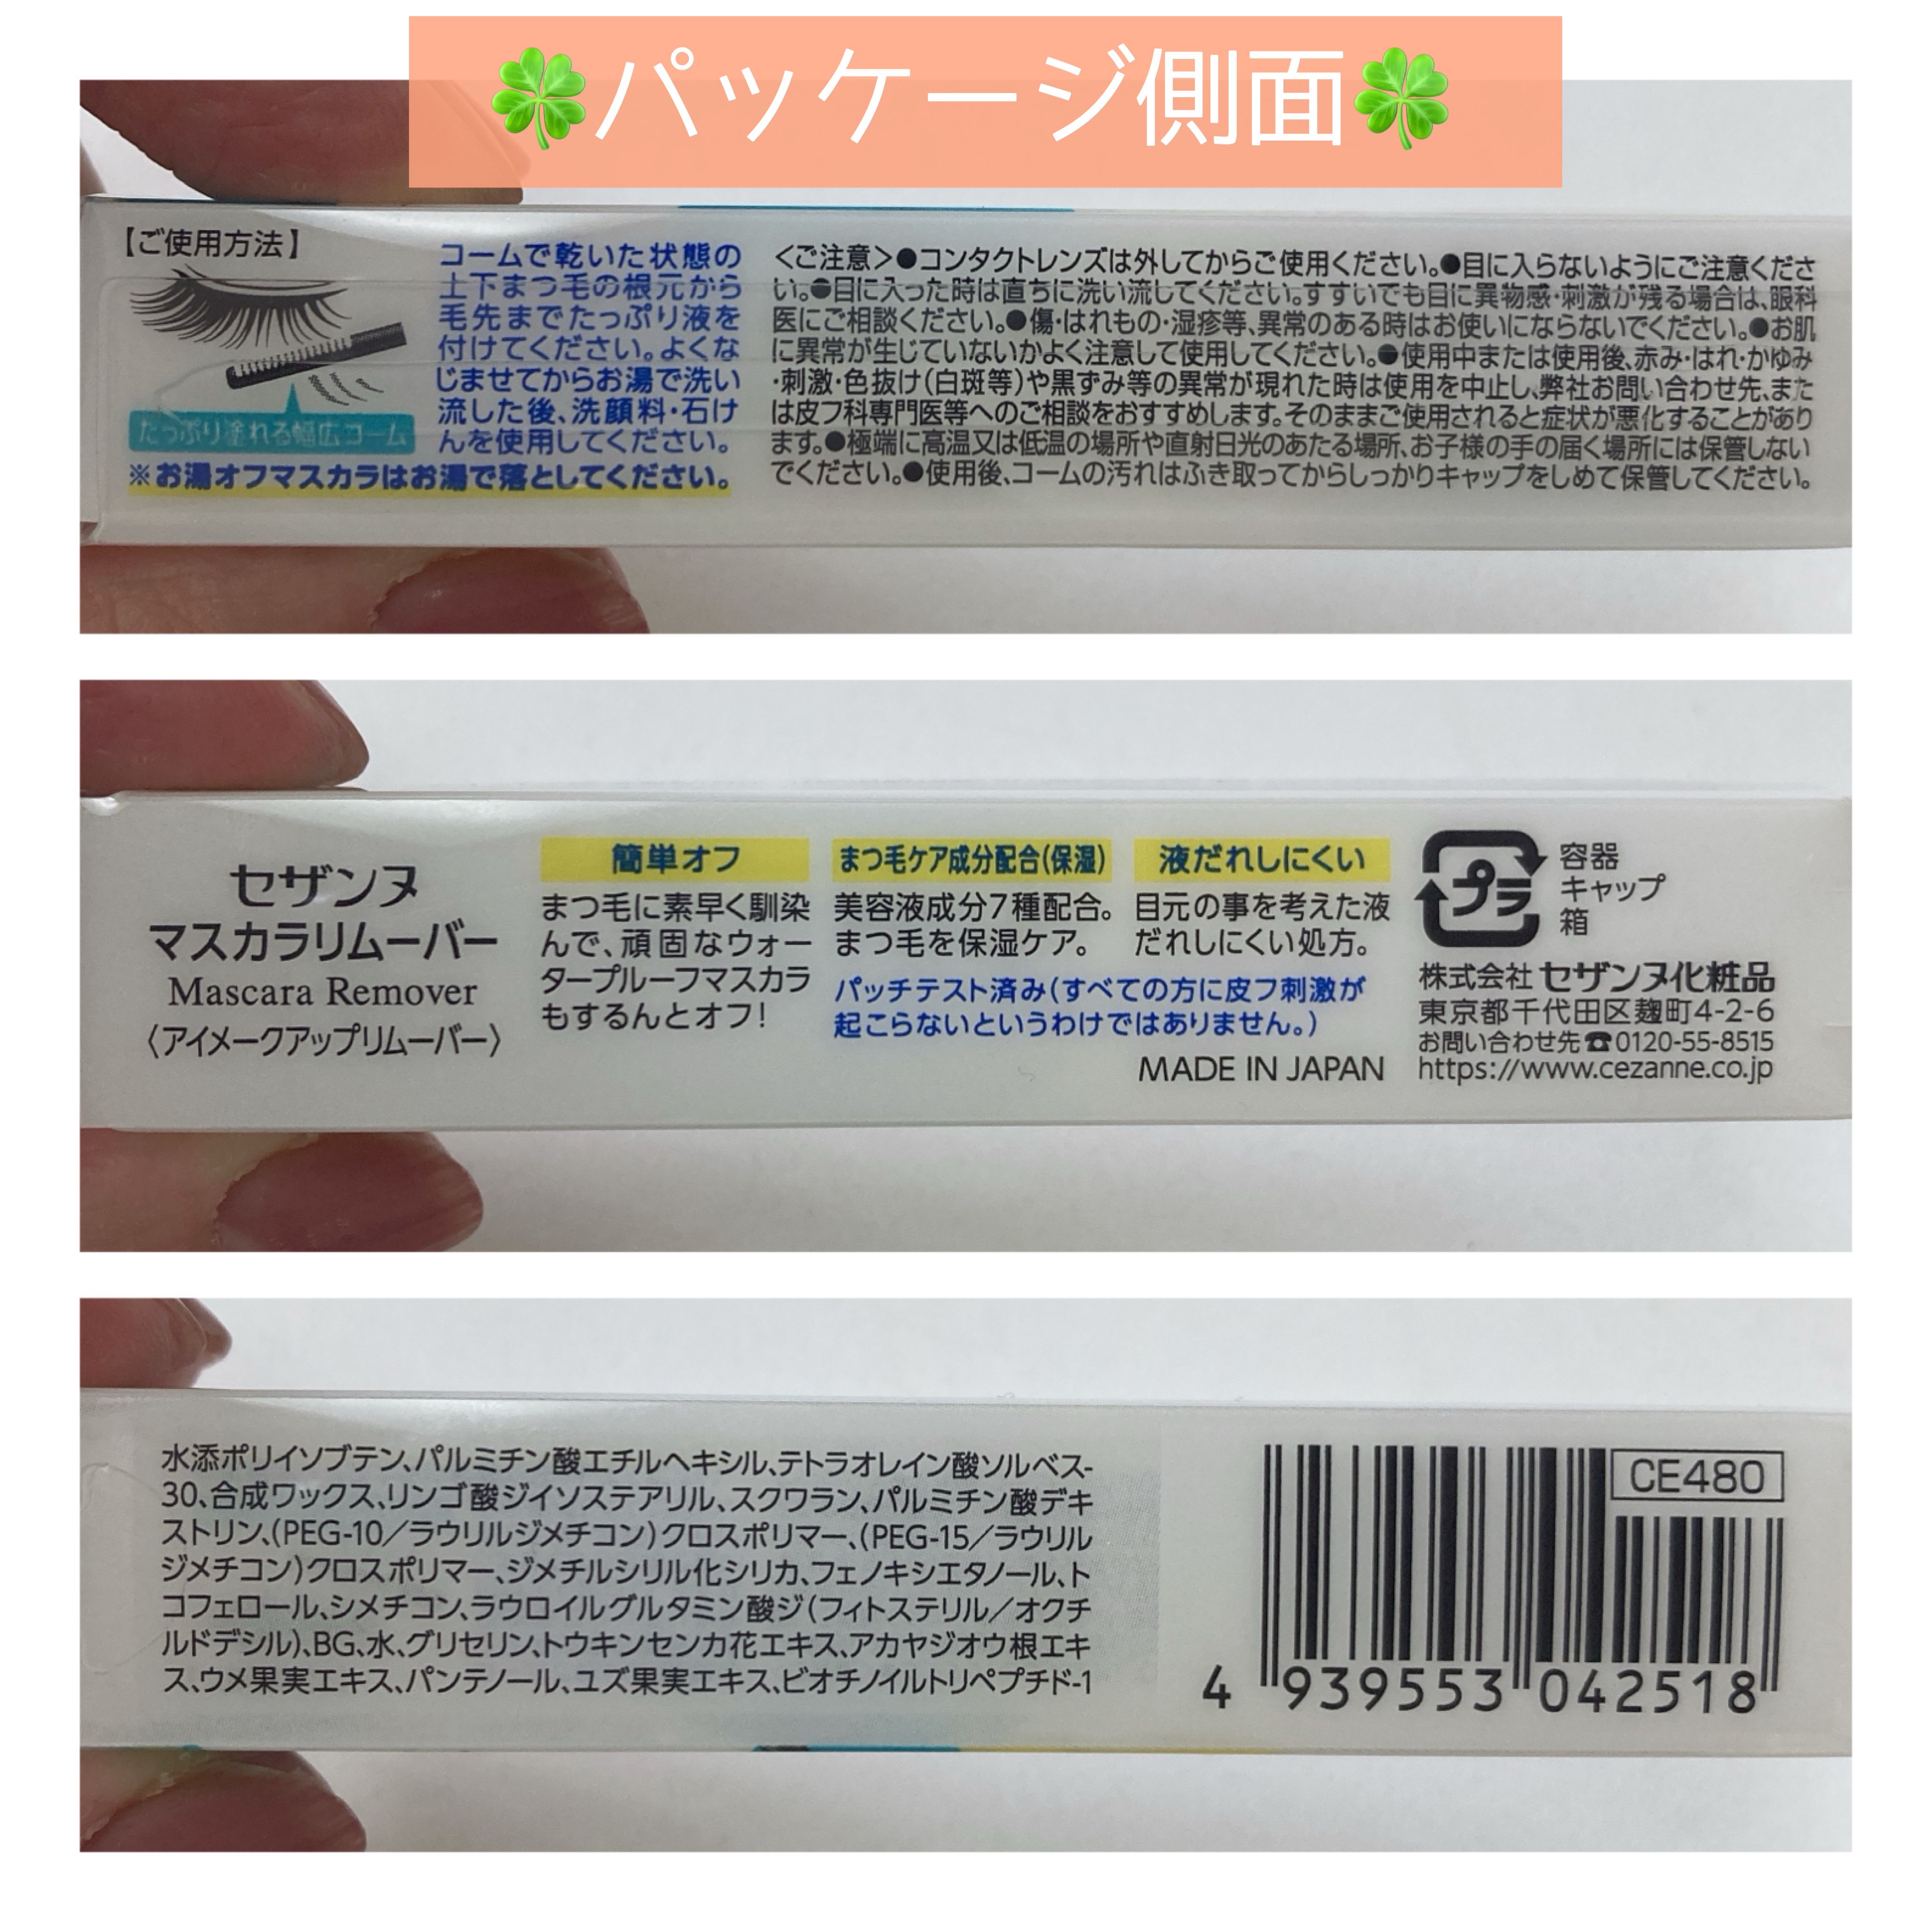 🍀パッケージ側面🍀
【ご使用方法】
コームで乾いた状態の
上下まつ毛の根元から
毛先までたっぷり液を
付けてください。よくな
じませてからお湯で洗い
流した後、洗顔料・石け
んを使用してください。
たっぷり塗れる幅広コーム
※お湯オフマスカラはお湯で落としてください。
＜ご注意＞●コンタクトレンズは外してからご使用ください。●目に入らないようにご注意くださ
い。●目に入った時は直ちに洗い流してください。すすいでも目に異物感・刺激が残る場合は、眼科
医にご相談ください。●傷・はれもの・湿疹等、異常のある時はお使いにならないでください。●お肌
に異常が生じていないかよく注意して使用してください。●使用中または使用後、赤み・はれ・かゆみ
・刺激・色抜け（白斑等）や黒ずみ等の異常が現れた時は使用を中止し、弊社お問い合わせ先、また
は皮フ科専門医等へのご相談をおすすめします。そのままご使用されると症状が悪化することがあり
ます。●極端に高温又は低温の場所や直射日光のあたる場所、お子様の手の届く場所には保管しない
でください。●使用後、コームの汚れはふき取ってからしっかりキャップをしめて保管してください。
セザンヌ
マスカラリムーバー
Mascara Remover
〈アイメークアップリムーバー〉
簡単オフ
まつ毛に素早く馴染
んで、頑固なウォー
タープルーフマスカラ
もするんとオフ！
まつ毛ケア成分配合（保湿）
美容液成分7種配合。
まつ毛を保湿ケア。
液だれしにくい
目元の事を考えた液
だれしにくい処方。
パッチテスト済み（すべての方に皮フ刺激が
起こらないというわけではありません。）
MADE IN JAPAN
プラ
容器
キャップ
箱
株式会社 セザンヌ化粧品
東京都千代田区麹町4-2-6
お問い合わせ先☎0120-55-8515
https://www.cezanne.co.jp
水添ポリイソブテン、パルミチン酸エチルヘキシル、テトラオレイン酸ソルベス-
30、合成ワックス、リンゴ酸ジイソステアリル、スクワラン、パルミチン酸デキ
ストリン、（PEG-10／ラウリルジメチコン）クロスポリマー、（PEG-15／ラウリル
ジメチコン）クロスポリマー、ジメチルシリル化シリカ、フェノキシエタノール、ト
コフェロール、シメチコン、ラウロイルグルタミン酸ジ（フィトステリル／オクチ
ルドデシル）、BG、水、グリセリン、トウキンセンカ花エキス、アカヤジオウ根エキ
ス、ウメ果実エキス、パンテノール、ユズ果実エキス、ビオチノイルトリペプチド-1
CE480
4 939553 042518